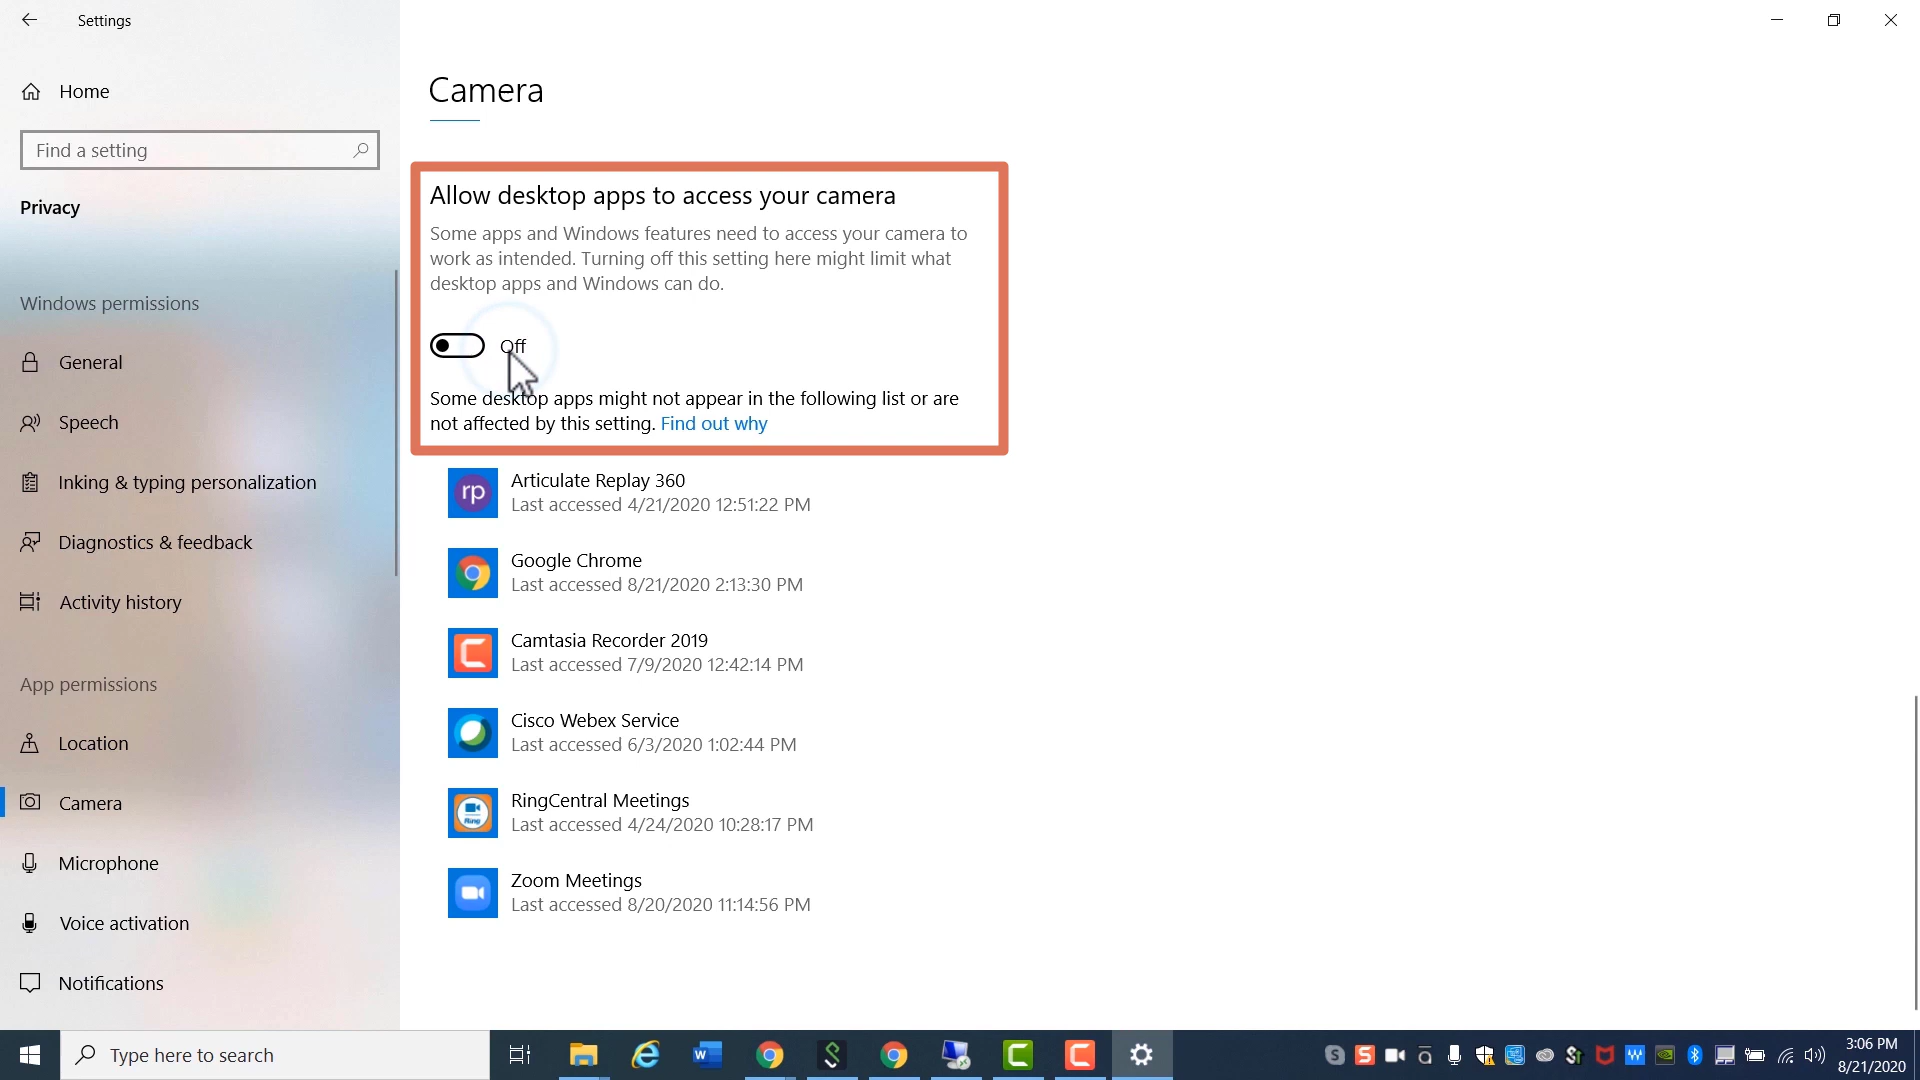 Settings
Home
Find a setting
Privacy
Windows permissions
General
Speech
Inking & typing personalization
Diagnostics & feedback
Activity history
App permissions
Location
Camera
Microphone
Voice activation
Notifications
Camera
Allow desktop apps to access your camera
Some apps and Windows features need to access your camera to
work as intended. Turning off this setting here might limit what
desktop apps and Windows can do.
Off
Some desktop apps might not appear in the following list or are
not affected by this setting. Find out why
rp
Articulate Replay 360
Last accessed 4/21/2020 12:51:22 PM
Google Chrome
Last accessed 8/21/2020 2:13:30 PM
Camtasia Recorder 2019
Last accessed 7/9/2020 12:42:14 PM
Cisco Webex Service
Last accessed 6/3/2020 1:02:44 PM
Ring
RingCentral Meetings
Last accessed 4/24/2020 10:28:17 PM
Zoom Meetings
Last accessed 8/20/2020 11:14:56 PM
Type here to search
3:06 PM
8/21/2020